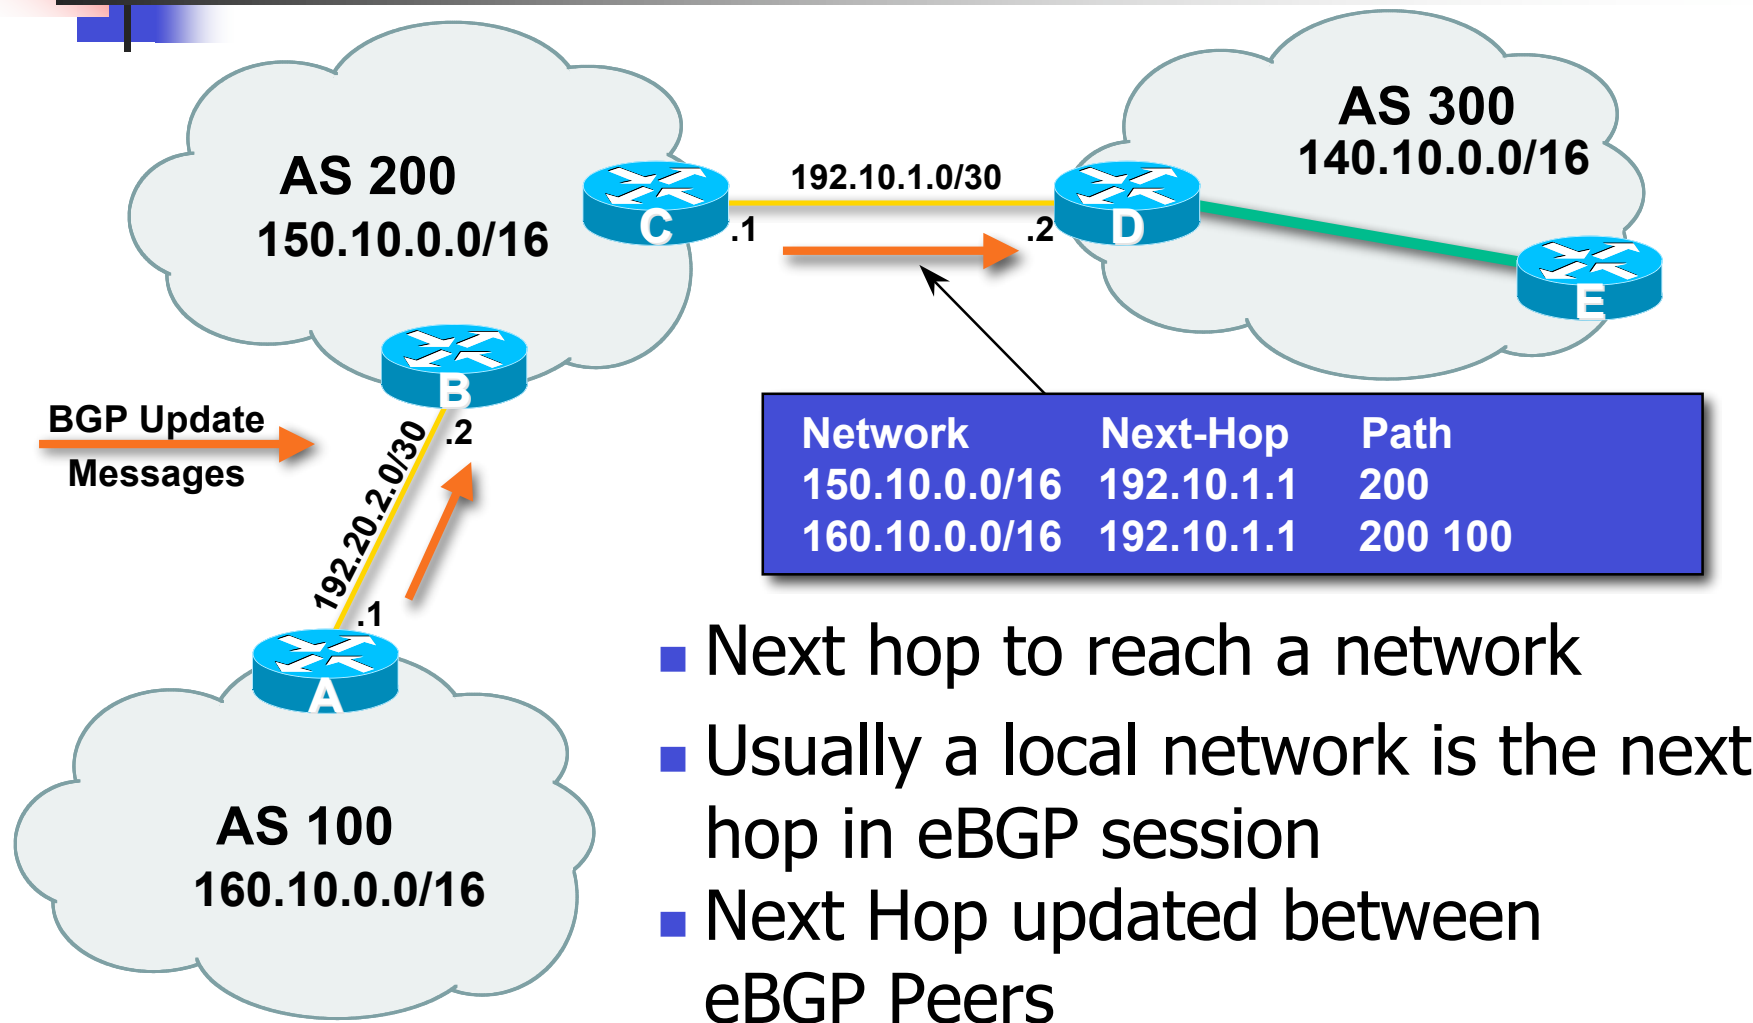 AS 200
150.10.0.0/16
C
192.10.1.0/30
.1
.2
D
AS 300
140.10.0.0/16
E
B
.2
BGP Update
Messages
192.20.2.0/30
.1
A
AS 100
160.10.0.0/16
Network Next-Hop Path
150.10.0.0/16 192.10.1.1 200
160.10.0.0/16 192.10.1.1 200 100
Next hop to reach a network
Usually a local network is the next
hop in eBGP session
Next Hop updated between
eBGP Peers